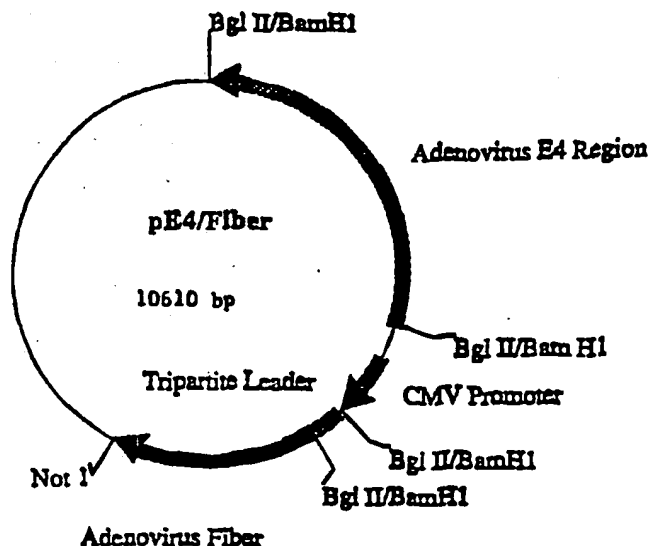 Bgl II/BamH1
Adenovirus E4 Region
pE4/Fiber
10610 bp
Bgl II/Bam H1
Tripartite Leader
CMV Promoter
Bgl II/BamH1
Not 1
Bgl II/BamH1
Adenovirus Fiber